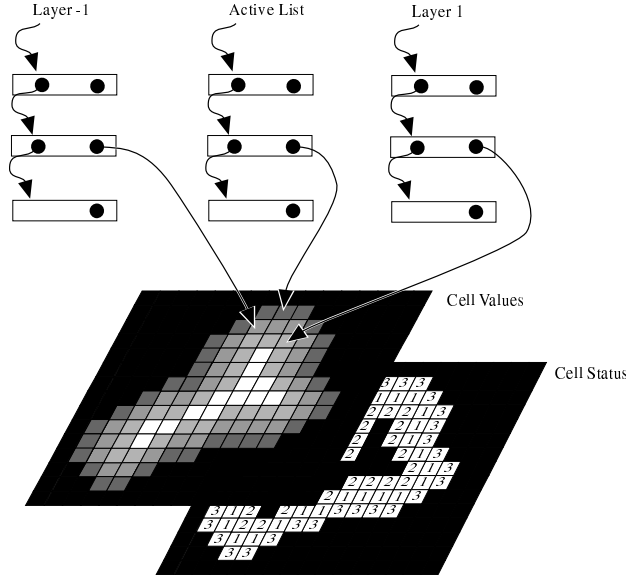 Layer -1
Active List
Layer 1
Cell Values
Cell Status
3 3 3
1 1 1 3
2 2 2 1 3
2 2 1 3
2 2 1 3
2 2 1 3
2 1 3
2 2 2 2 1 3
2 1 1 1 1 1 3
3 1 2 2 1 1 3 3 3 3
3 1 2 2 1 3 3
3 1 1 3
3 3